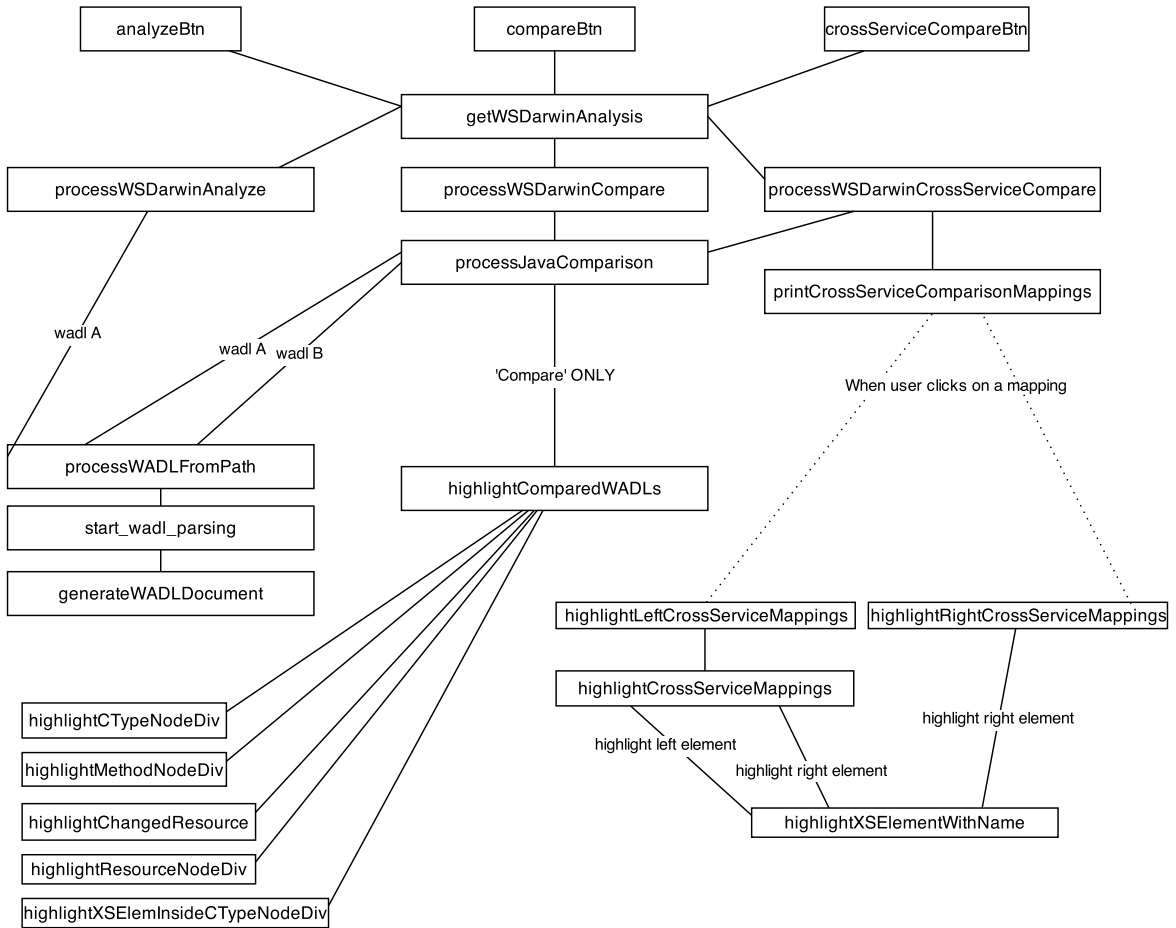 analyzeBtn
compareBtn
crossServiceCompareBtn
getWSDarwinAnalysis
processWSDarwinAnalyze
processWSDarwinCompare
processWSDarwinCrossServiceCompare
processJavaComparison
printCrossServiceComparisonMappings
wadl A
wadl A
wadl B
'Compare' ONLY
When user clicks on a mapping
processWADLFromPath
highlightComparedWADLs
start_wadl_parsing
generateWADLDocument
highlightLeftCrossServiceMappings
highlightRightCrossServiceMappings
highlightCrossServiceMappings
highlightCTypeNodeDiv
highlight right element
highlight left element
highlightMethodNodeDiv
highlight right element
highlightChangedResource
highlightXSElementWithName
highlightResourceNodeDiv
highlightXSElemInsideCTypeNodeDiv